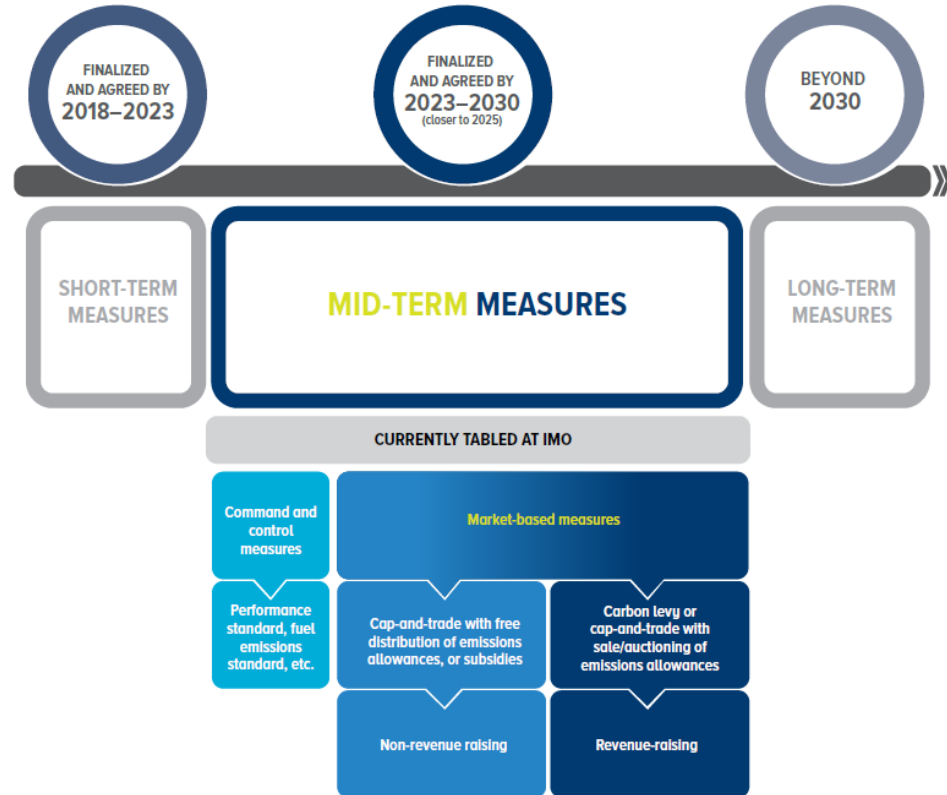 FINALIZED
AND AGREED BY
2018–2023
FINALIZED
AND AGREED BY
2023–2030
(closer to 2025)
BEYOND
2030
SHORT-TERM
MEASURES
MID-TERM MEASURES
LONG-TERM
MEASURES
CURRENTLY TABLED AT IMO
Command and
control
measures
Market-based measures
Performance
standard, fuel
emissions
standard, etc.
Cap-and-trade with free
distribution of emissions
allowances, or subsidies
Carbon levy or
cap-and-trade with
sale/auctioning of
emissions allowances
Non-revenue raising
Revenue-raising